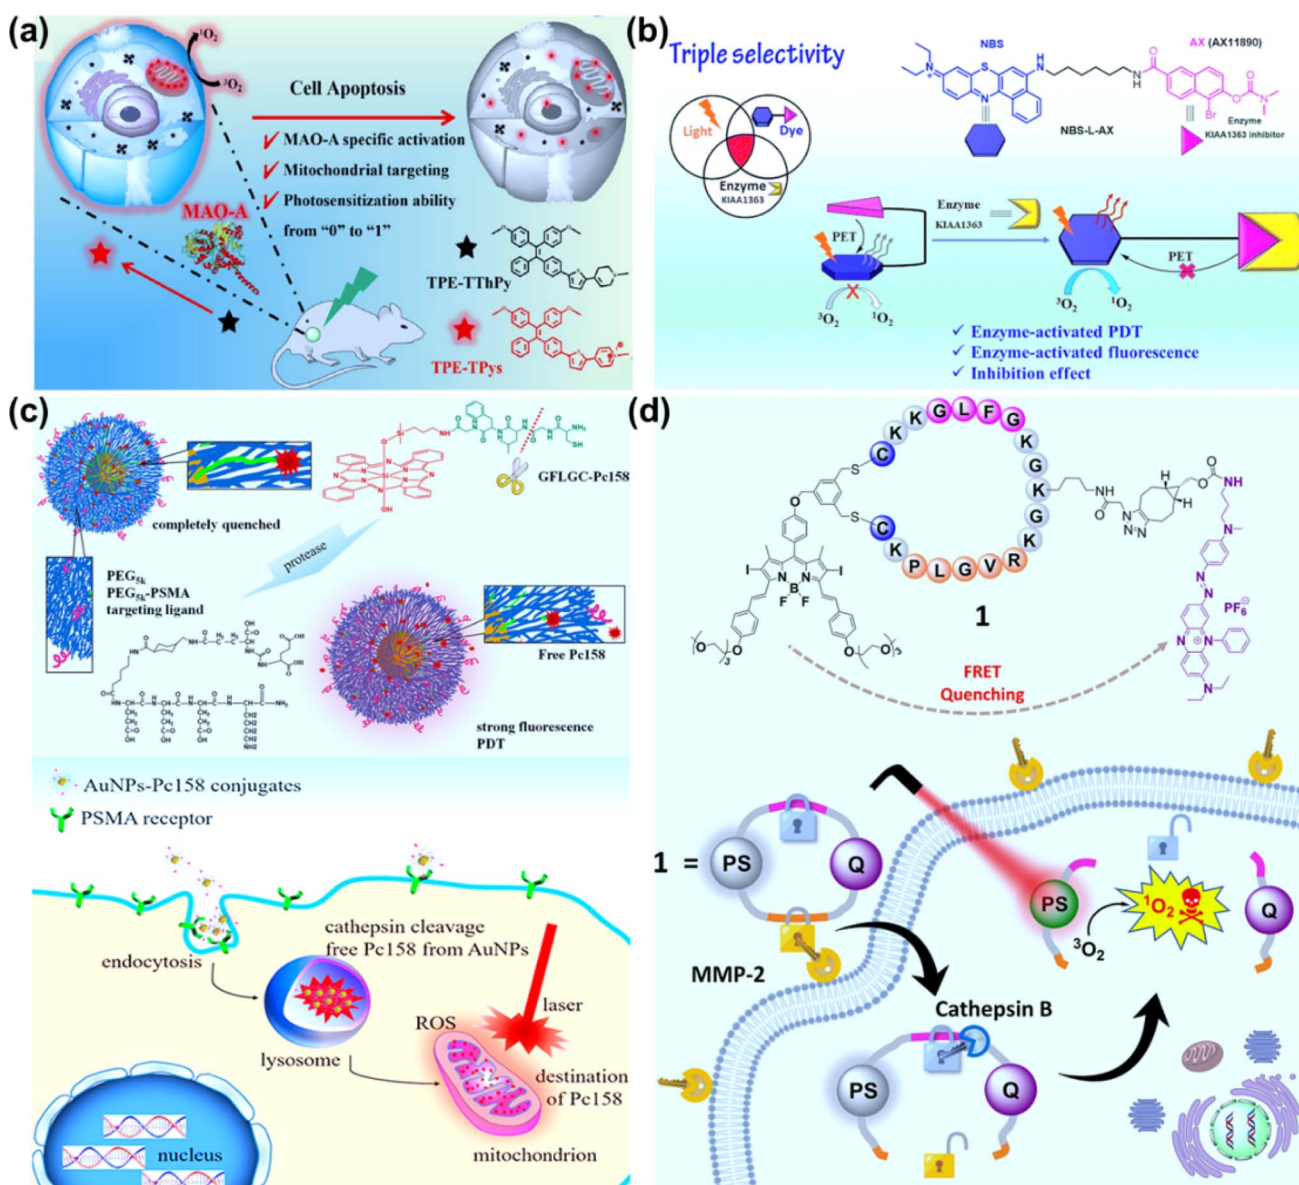 (a)
¹O₂
³O₂
Cell Apoptosis
MAO-A specific activation
Mitochondrial targeting
Photosensitization ability
from “0” to “1”
MAO-A
TPE-TThPy
TPE-TPys
(b)
Triple selectivity
NBS
AX (AX11890)
Light
Dye
Enzyme
KIAA1363
NBS-L-AX
Enzyme
KIAA1363 inhibitor
PET
³O₂
¹O₂
Enzyme
KIAA1363
PET
³O₂
¹O₂
✓ Enzyme-activated PDT
✓ Enzyme-activated fluorescence
✓ Inhibition effect
(c)
GFLGC-Pc158
completely quenched
protease
PEG5k
PEG5k-PSMA
targeting ligand
Free Pc158
strong fluorescence
PDT
AuNPs-Pc158 conjugates
PSMA receptor
endocytosis
cathepsin cleavage
free Pc158 from AuNPs
lysosome
laser
ROS
destination
of Pc158
mitochondrion
nucleus
(d)
C K K G L F G K G K G K R V G L P K C
1
PF₆⁻
FRET
Quenching
1 =
PS
Q
MMP-2
Cathepsin B
PS
Q
PS
³O₂
¹O₂
Q